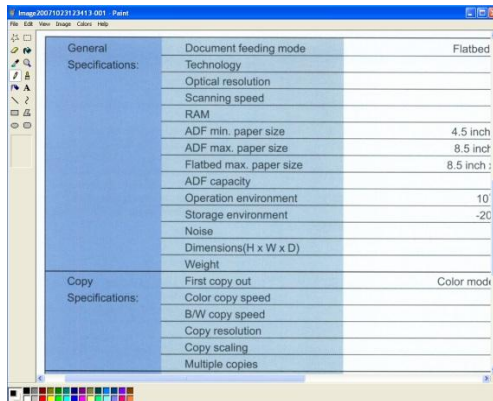 Image20071023123413-001 - Paint
File Edit View Image Colors Help
General Document feeding mode Flatbed
Specifications: Technology
Optical resolution
Scanning speed
RAM
ADF min. paper size 4.5 inch
ADF max. paper size 8.5 inch
Flatbed max. paper size 8.5 inch
ADF capacity
Operation environment 10
Storage environment -20
Noise
Dimensions(H x W x D)
Weight
Copy First copy out Color mode
Specifications: Color copy speed
B/W copy speed
Copy resolution
Copy scaling
Multiple copies